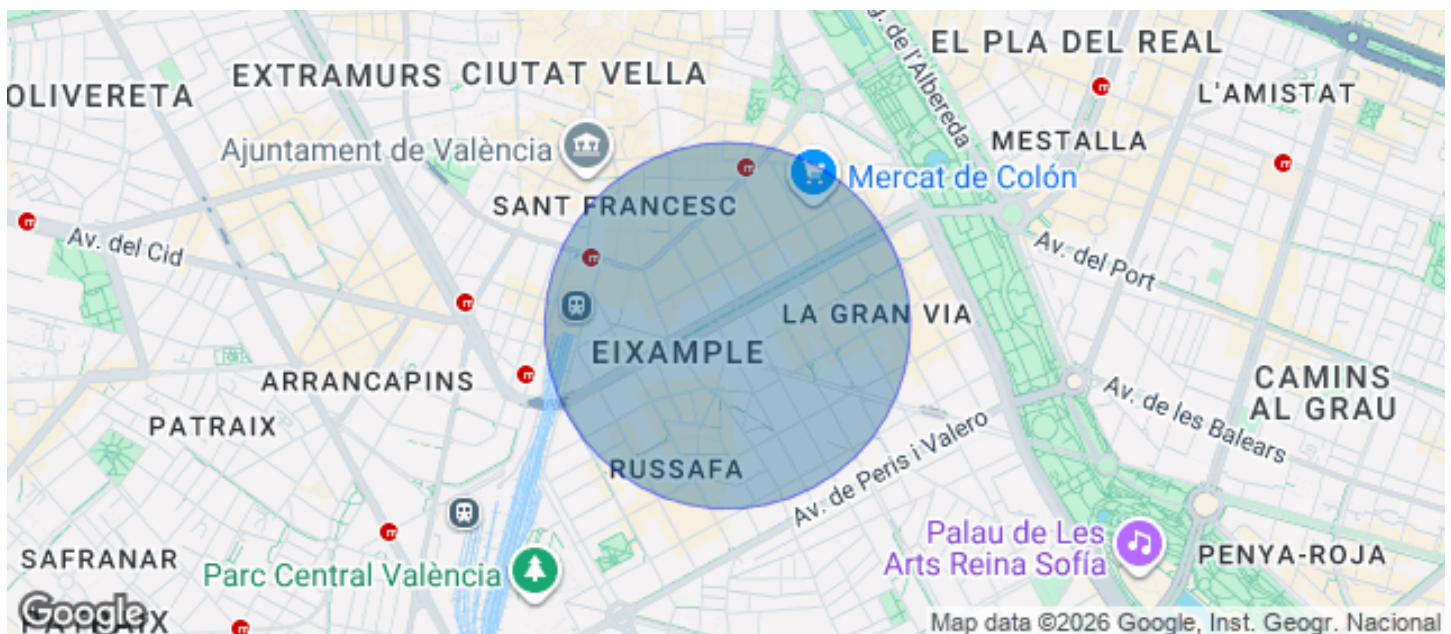 EL PLA DEL REAL
Av. de l'Albereda
EXTRAMURS
CIUTAT VELLA
OLIVERETA
L'AMISTAT
MESTALLA
Ajuntament de València
Mercat de Colón
SANT FRANCESC
Av. del Cid
Av. del Port
LA GRAN VIA
EIXAMPLE
ARRANCAPINS
CAMINS
AL GRAU
Av. de les Balears
PATRAIX
RUSSAFA
Av. de Peris i Valero
Palau de Les
Arts Reina Sofía
PENYA-ROJA
SAFRANAR
Parc Central València
Google
PATRAIX
Map data ©2026 Google, Inst. Geogr. Nacional